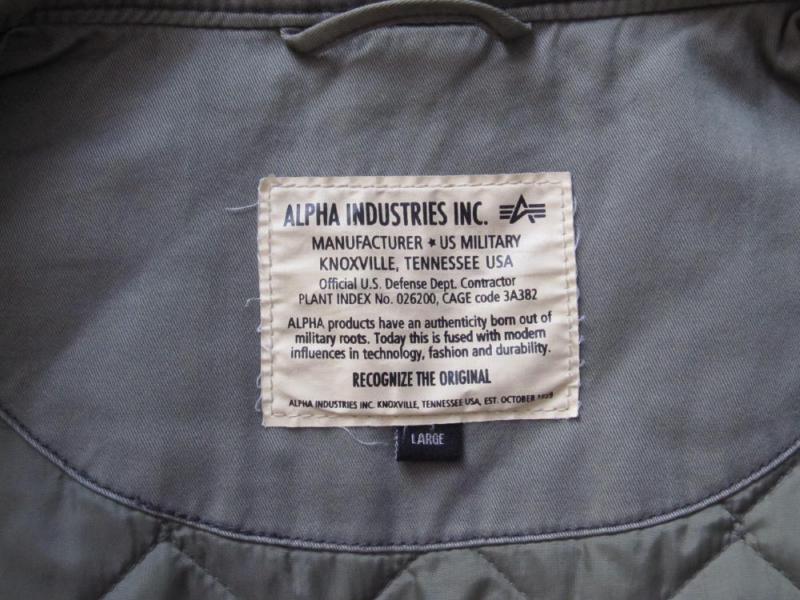 ALPHA INDUSTRIES INC.
MANUFACTURER ★ US MILITARY
KNOXVILLE, TENNESSEE USA
Official U.S. Defense Dept. Contractor
PLANT INDEX No. 026200, CAGE code 3A382
ALPHA products have an authenticity born out of
military roots. Today this is fused with modern
influences in technology, fashion and durability.
RECOGNIZE THE ORIGINAL
ALPHA INDUSTRIES INC. KNOXVILLE, TENNESSEE USA, EST. OCTOBER 1959
LARGE